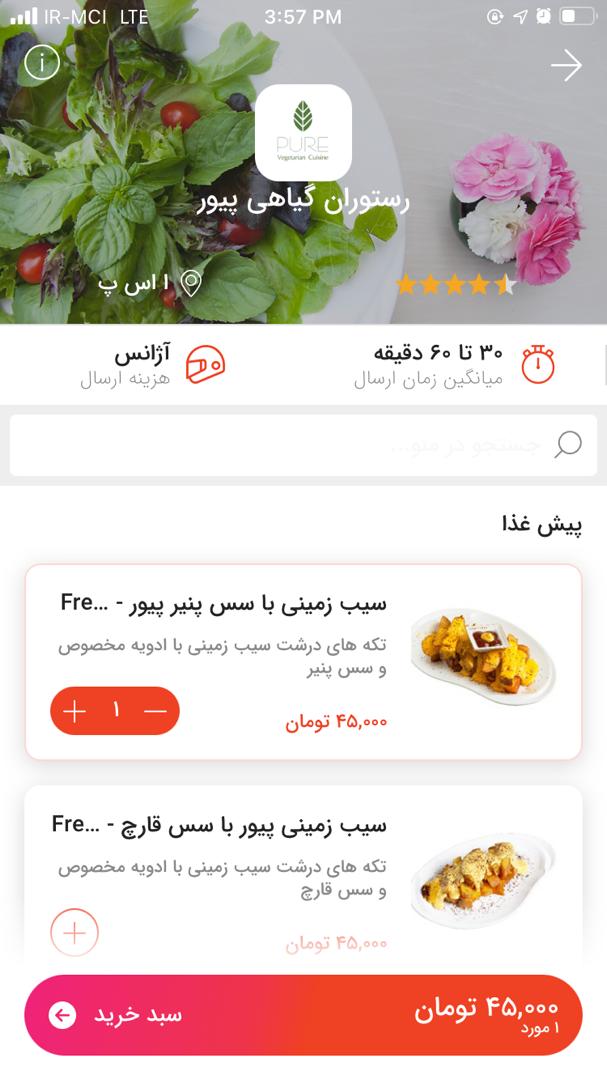 IR-MCI LTE
3:57 PM
PURE
Vegetarian Cuisine
رستوران گیاهی پیور
ا اس پ
۳۰ تا ۶۰ دقیقه
میانگین زمان ارسال
آژانس
هزینه ارسال
جستجو در منو...
پیش غذا
سیب زمینی با سس پنیر پیور - Fre...
تکه های درشت سیب زمینی با ادویه مخصوص
و سس پنیر
۴۵,۰۰۰ تومان
۱
سیب زمینی پیور با سس قارچ - Fre...
تکه های درشت سیب زمینی با ادویه مخصوص
و سس قارچ
۴۵,۰۰۰ تومان
۴۵,۰۰۰ تومان
۱ مورد
سبد خرید